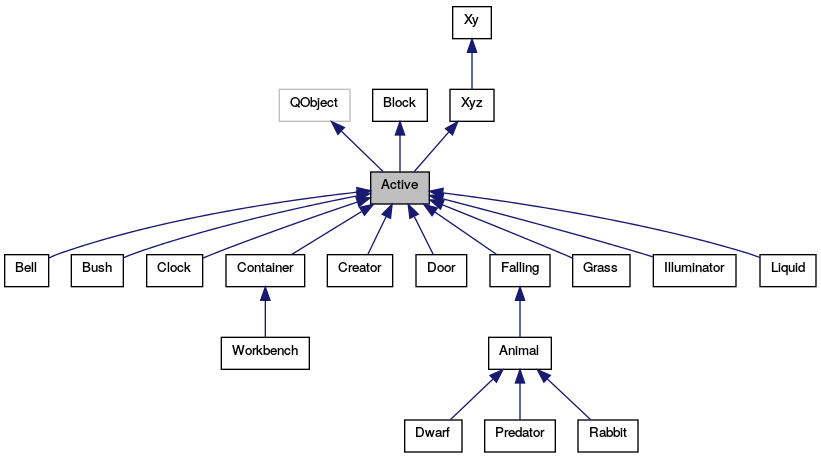 Xy
QObject
Block
Xyz
Active
Bell
Bush
Clock
Container
Creator
Door
Falling
Grass
Illuminator
Liquid
Workbench
Animal
Dwarf
Predator
Rabbit